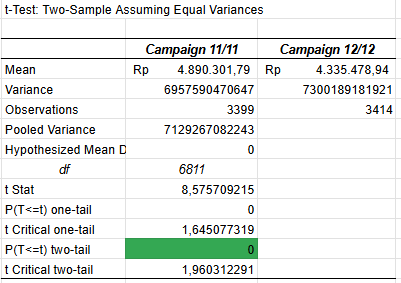 t-Test: Two-Sample Assuming Equal Variances
Campaign 11/11 Campaign 12/12
Mean Rp 4.890.301,79 Rp 4.335.478,94
Variance 6957590470647 7300189181921
Observations 3399 3414
Pooled Variance 7129267082243
Hypothesized Mean D 0
df 6811
t Stat 8,575709215
P(T<=t) one-tail 0
t Critical one-tail 1,645077319
P(T<=t) two-tail 0
t Critical two-tail 1,960312291